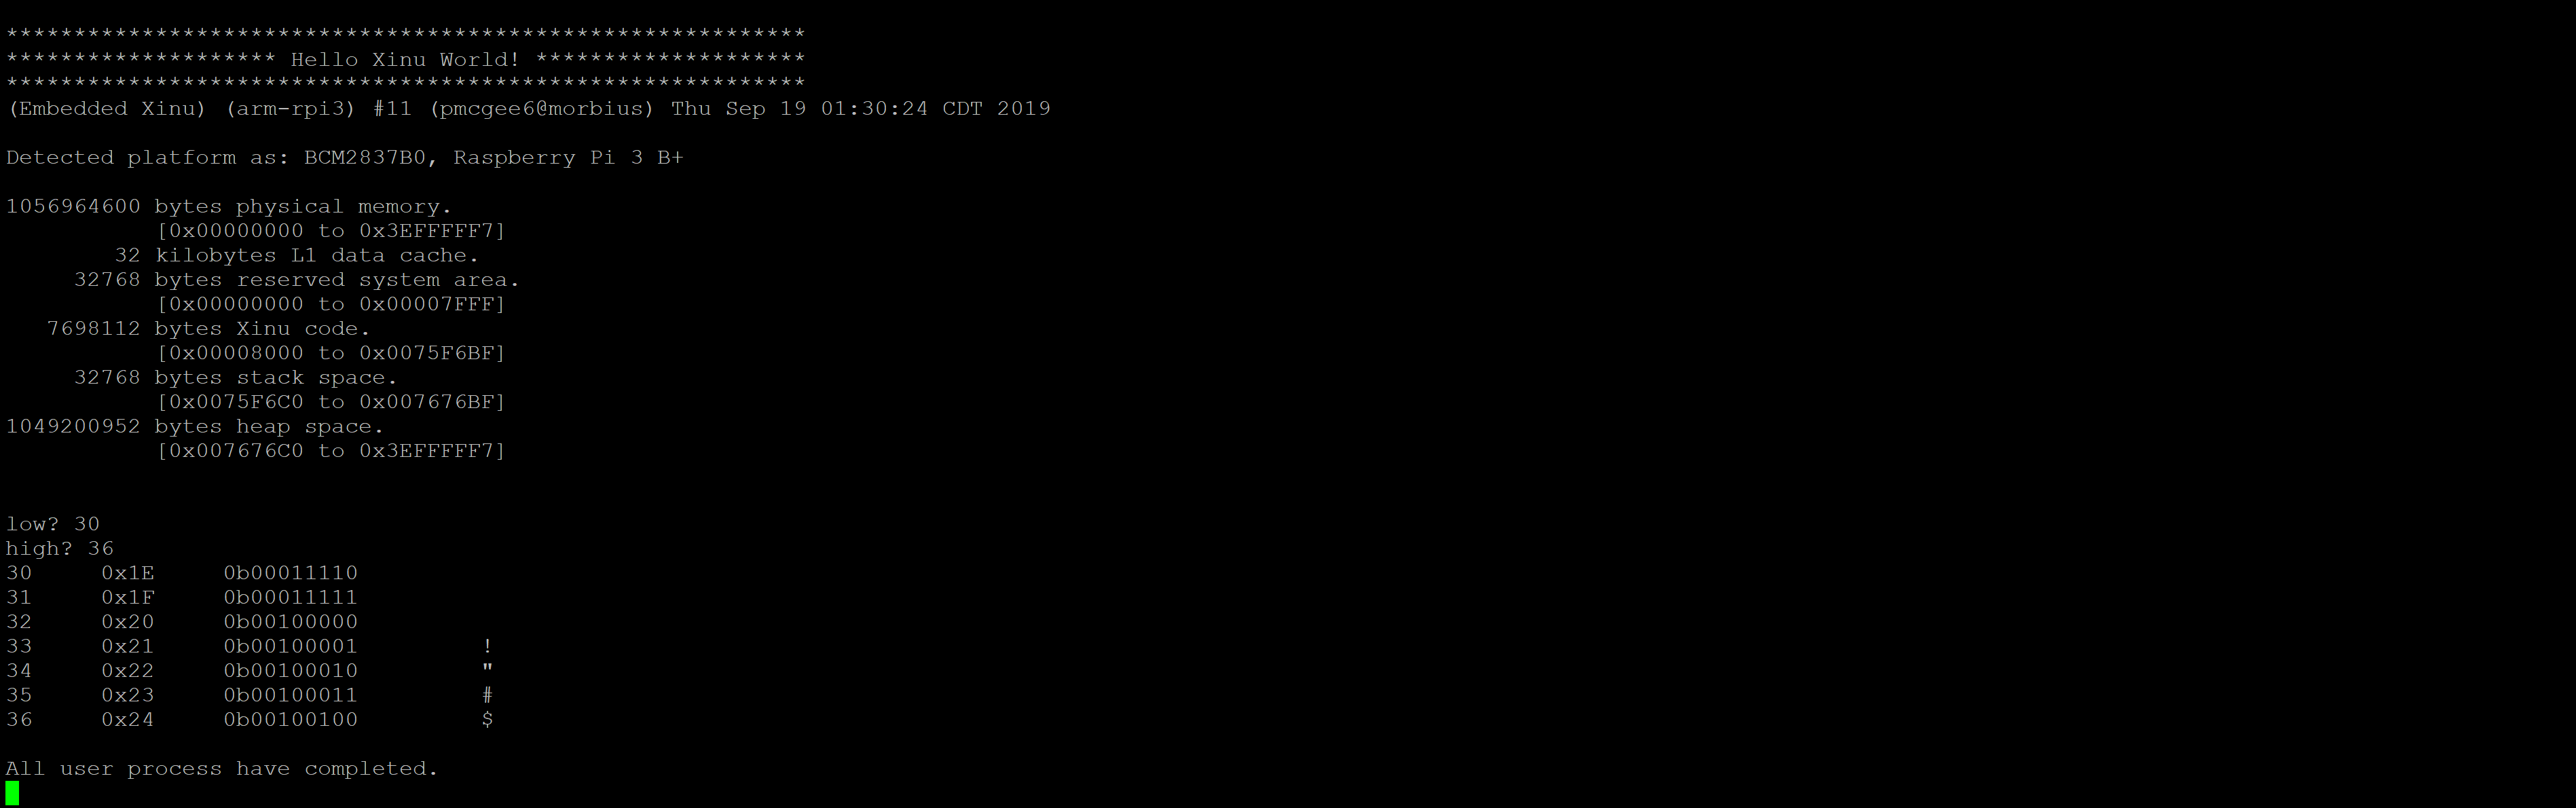 ***********************************************************
******************** Hello Xinu World! ********************
***********************************************************
(Embedded Xinu) (arm-rpi3) #11 (pmcgee6@morbius) Thu Sep 19 01:30:24 CDT 2019
Detected platform as: BCM2837B0, Raspberry Pi 3 B+
1056964600 bytes physical memory.
[0x00000000 to 0x3EFFFFF7]
32 kilobytes L1 data cache.
32768 bytes reserved system area.
[0x00000000 to 0x00007FFF]
7698112 bytes Xinu code.
[0x00008000 to 0x0075F6BF]
32768 bytes stack space.
[0x0075F6C0 to 0x007676BF]
1049200952 bytes heap space.
[0x007676C0 to 0x3EFFFFF7]
low? 30
high? 36
30 0x1E 0b00011110
31 0x1F 0b00011111
32 0x20 0b00100000
33 0x21 0b00100001 !
34 0x22 0b00100010 "
35 0x23 0b00100011 #
36 0x24 0b00100100 $
All user process have completed.